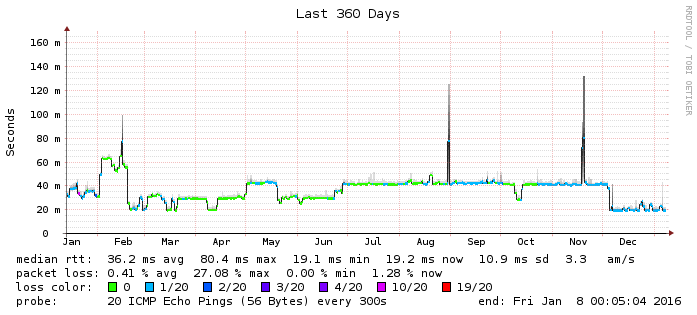 Last 360 Days
RRDTOOL / TOBI OETIKER
Seconds
160 m
140 m
120 m
100 m
80 m
60 m
40 m
20 m
0
Jan Feb Mar Apr May Jun Jul Aug Sep Oct Nov Dec
median rtt: 36.2 ms avg 80.4 ms max 19.1 ms min 19.2 ms now 10.9 ms sd 3.3 am/s
packet loss: 0.41 % avg 27.08 % max 0.00 % min 1.28 % now
loss color: 0 1/20 2/20 3/20 4/20 10/20 19/20
probe: 20 ICMP Echo Pings (56 Bytes) every 300s end: Fri Jan 8 00:05:04 2016